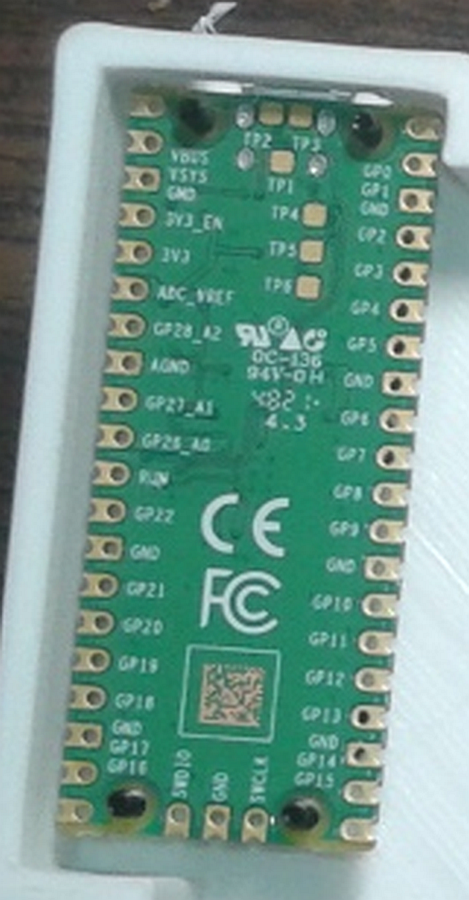 TP2 TP3
TP1
TP4
TP5
TP6
VBUS
VSYS
GND
3V3_EN
3V3
ADC_VREF
GP28_A2
AGND
GP27_A1
GP26_A0
RUN
GP22
GND
GP21
GP20
GP19
GP18
GND
GP17
GP16
OC-136
94V-0H
4.3
CE
FC
SWDIO
GND
SWCLK
GP0
GP1
GND
GP2
GP3
GP4
GP5
GND
GP6
GP7
GP8
GP9
GND
GP10
GP11
GP12
GP13
GND
GP14
GP15